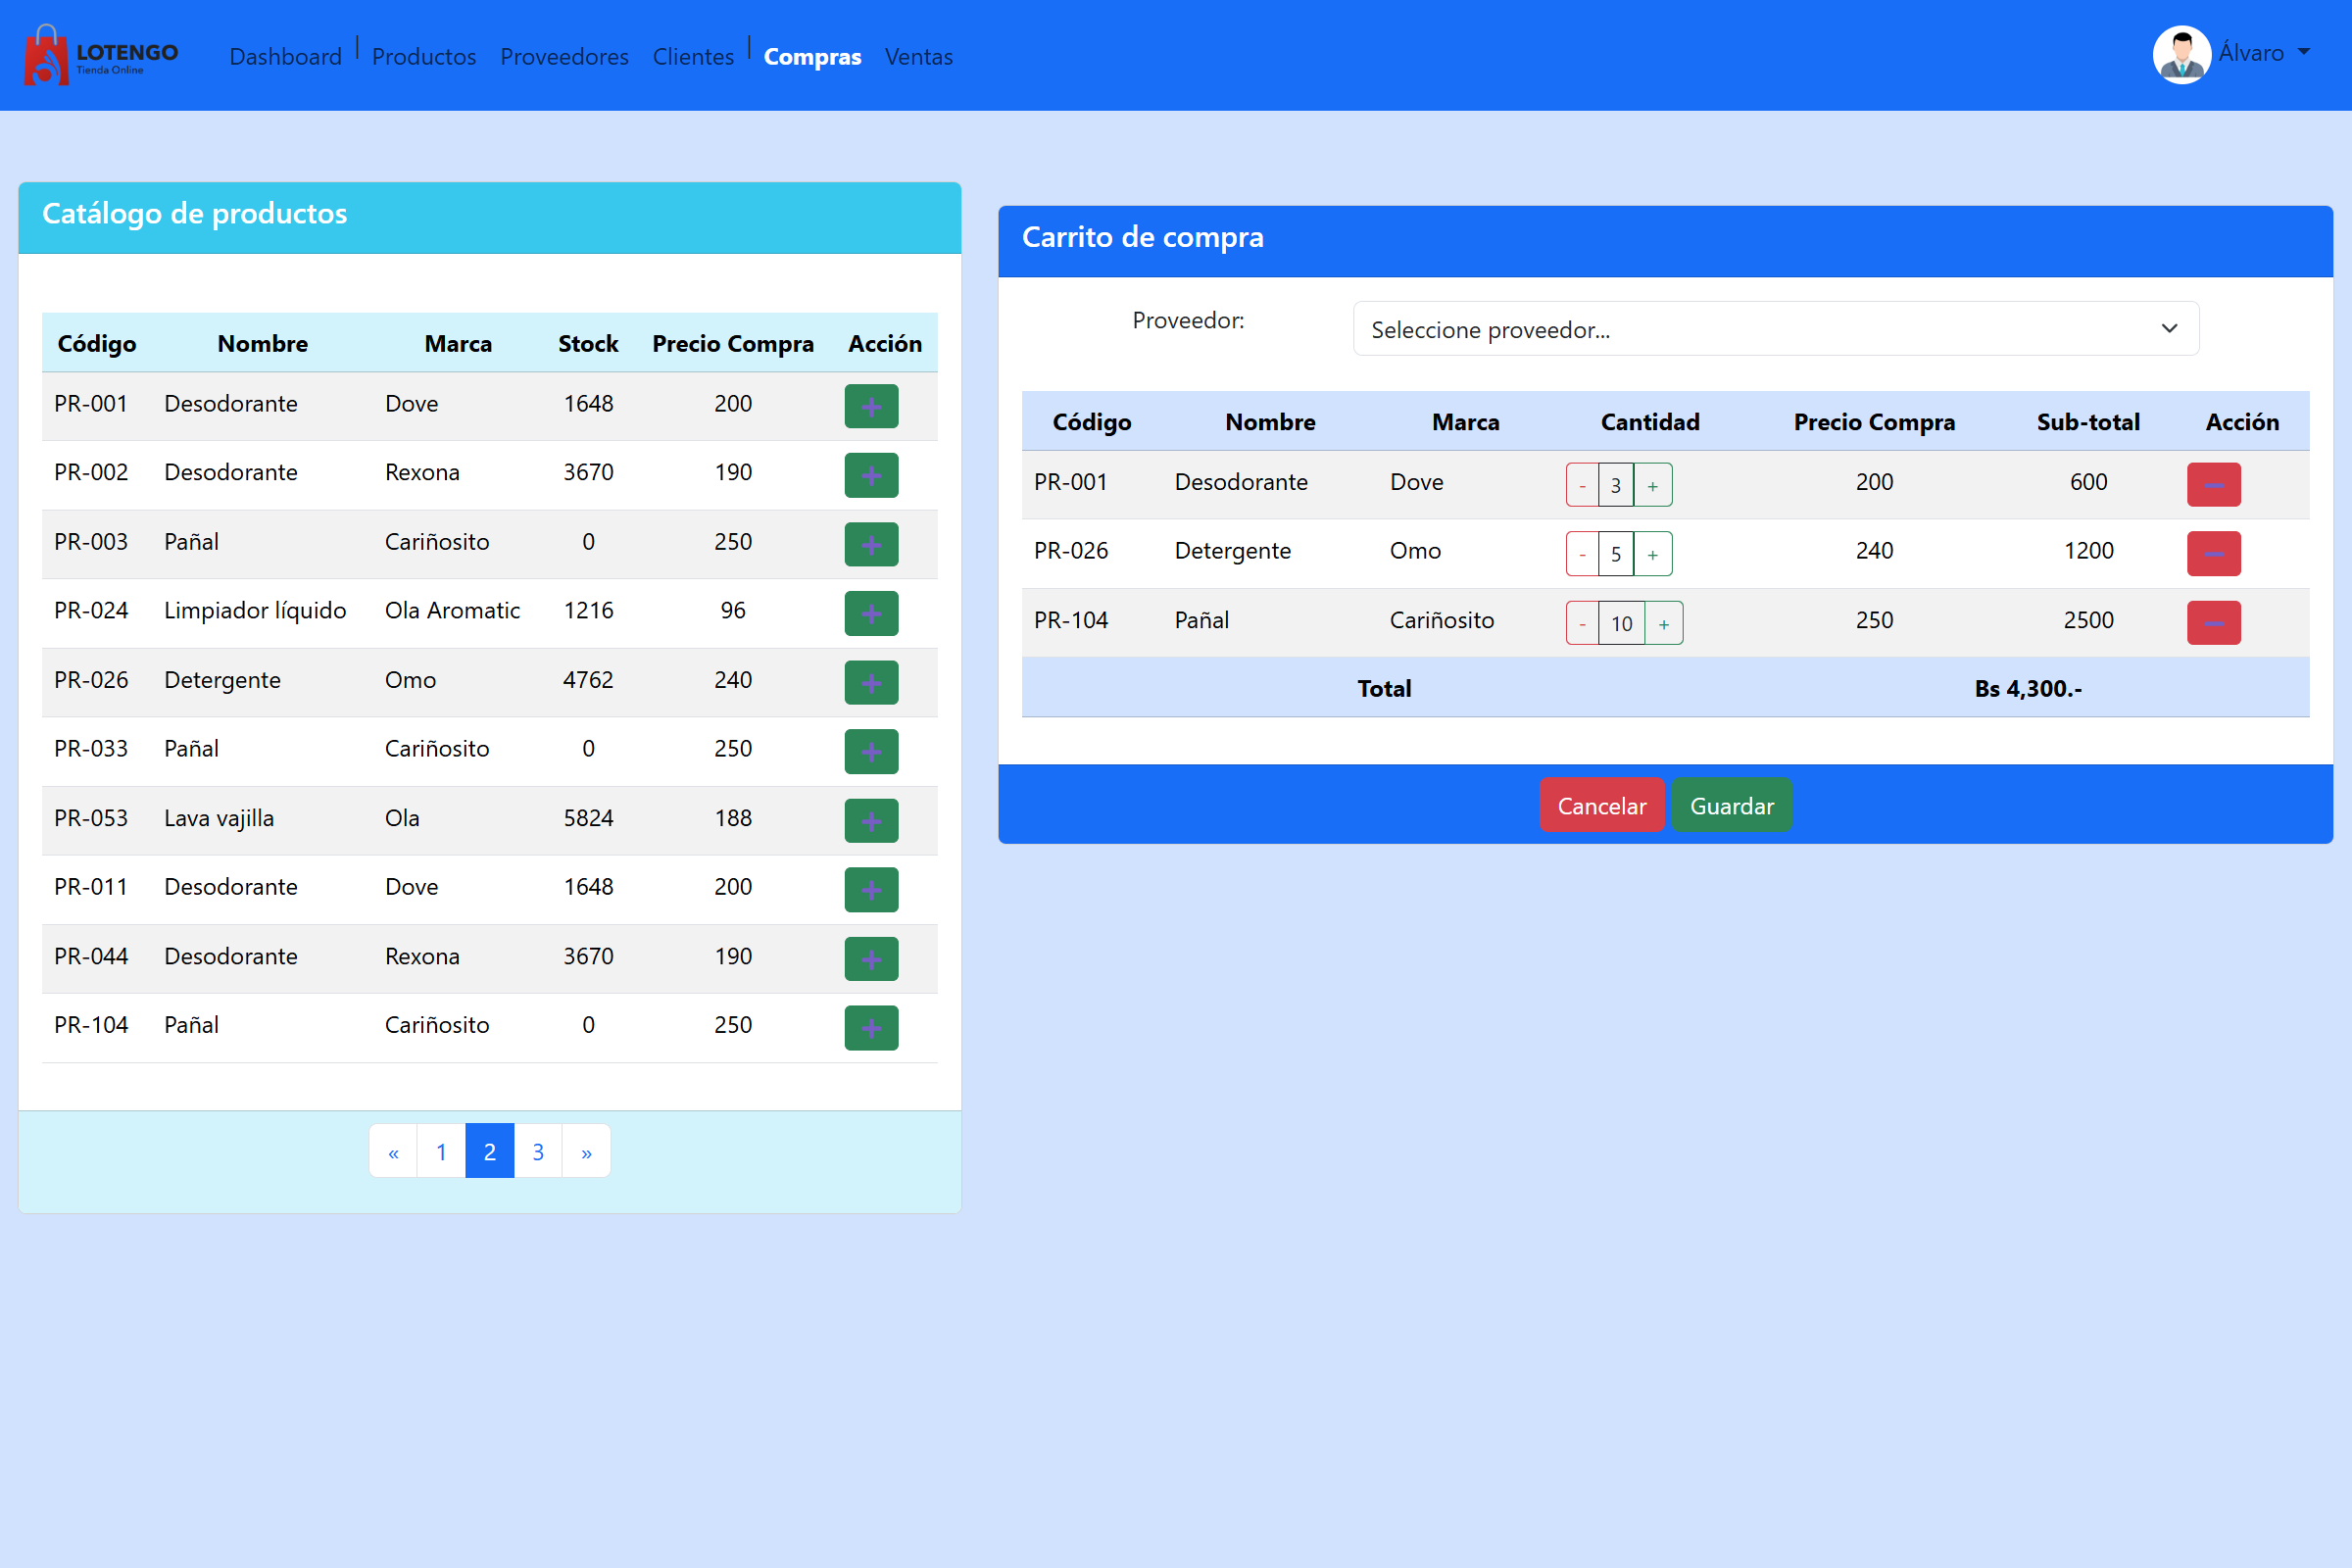 LOTENGO
Tienda Online
Dashboard | Productos Proveedores Clientes | Compras Ventas
Álvaro
Catálogo de productos
Código Nombre Marca Stock Precio Compra Acción
PR-001 Desodorante Dove 1648 200 +
PR-002 Desodorante Rexona 3670 190 +
PR-003 Pañal Cariñosito 0 250 +
PR-024 Limpiador líquido Ola Aromatic 1216 96 +
PR-026 Detergente Omo 4762 240 +
PR-033 Pañal Cariñosito 0 250 +
PR-053 Lava vajilla Ola 5824 188 +
PR-011 Desodorante Dove 1648 200 +
PR-044 Desodorante Rexona 3670 190 +
PR-104 Pañal Cariñosito 0 250 +
« 1 2 3 »
Carrito de compra
Proveedor: Seleccione proveedor...
Código Nombre Marca Cantidad Precio Compra Sub-total Acción
PR-001 Desodorante Dove - 3 + 200 600 -
PR-026 Detergente Omo - 5 + 240 1200 -
PR-104 Pañal Cariñosito - 10 + 250 2500 -
Total Bs 4,300.-
Cancelar Guardar